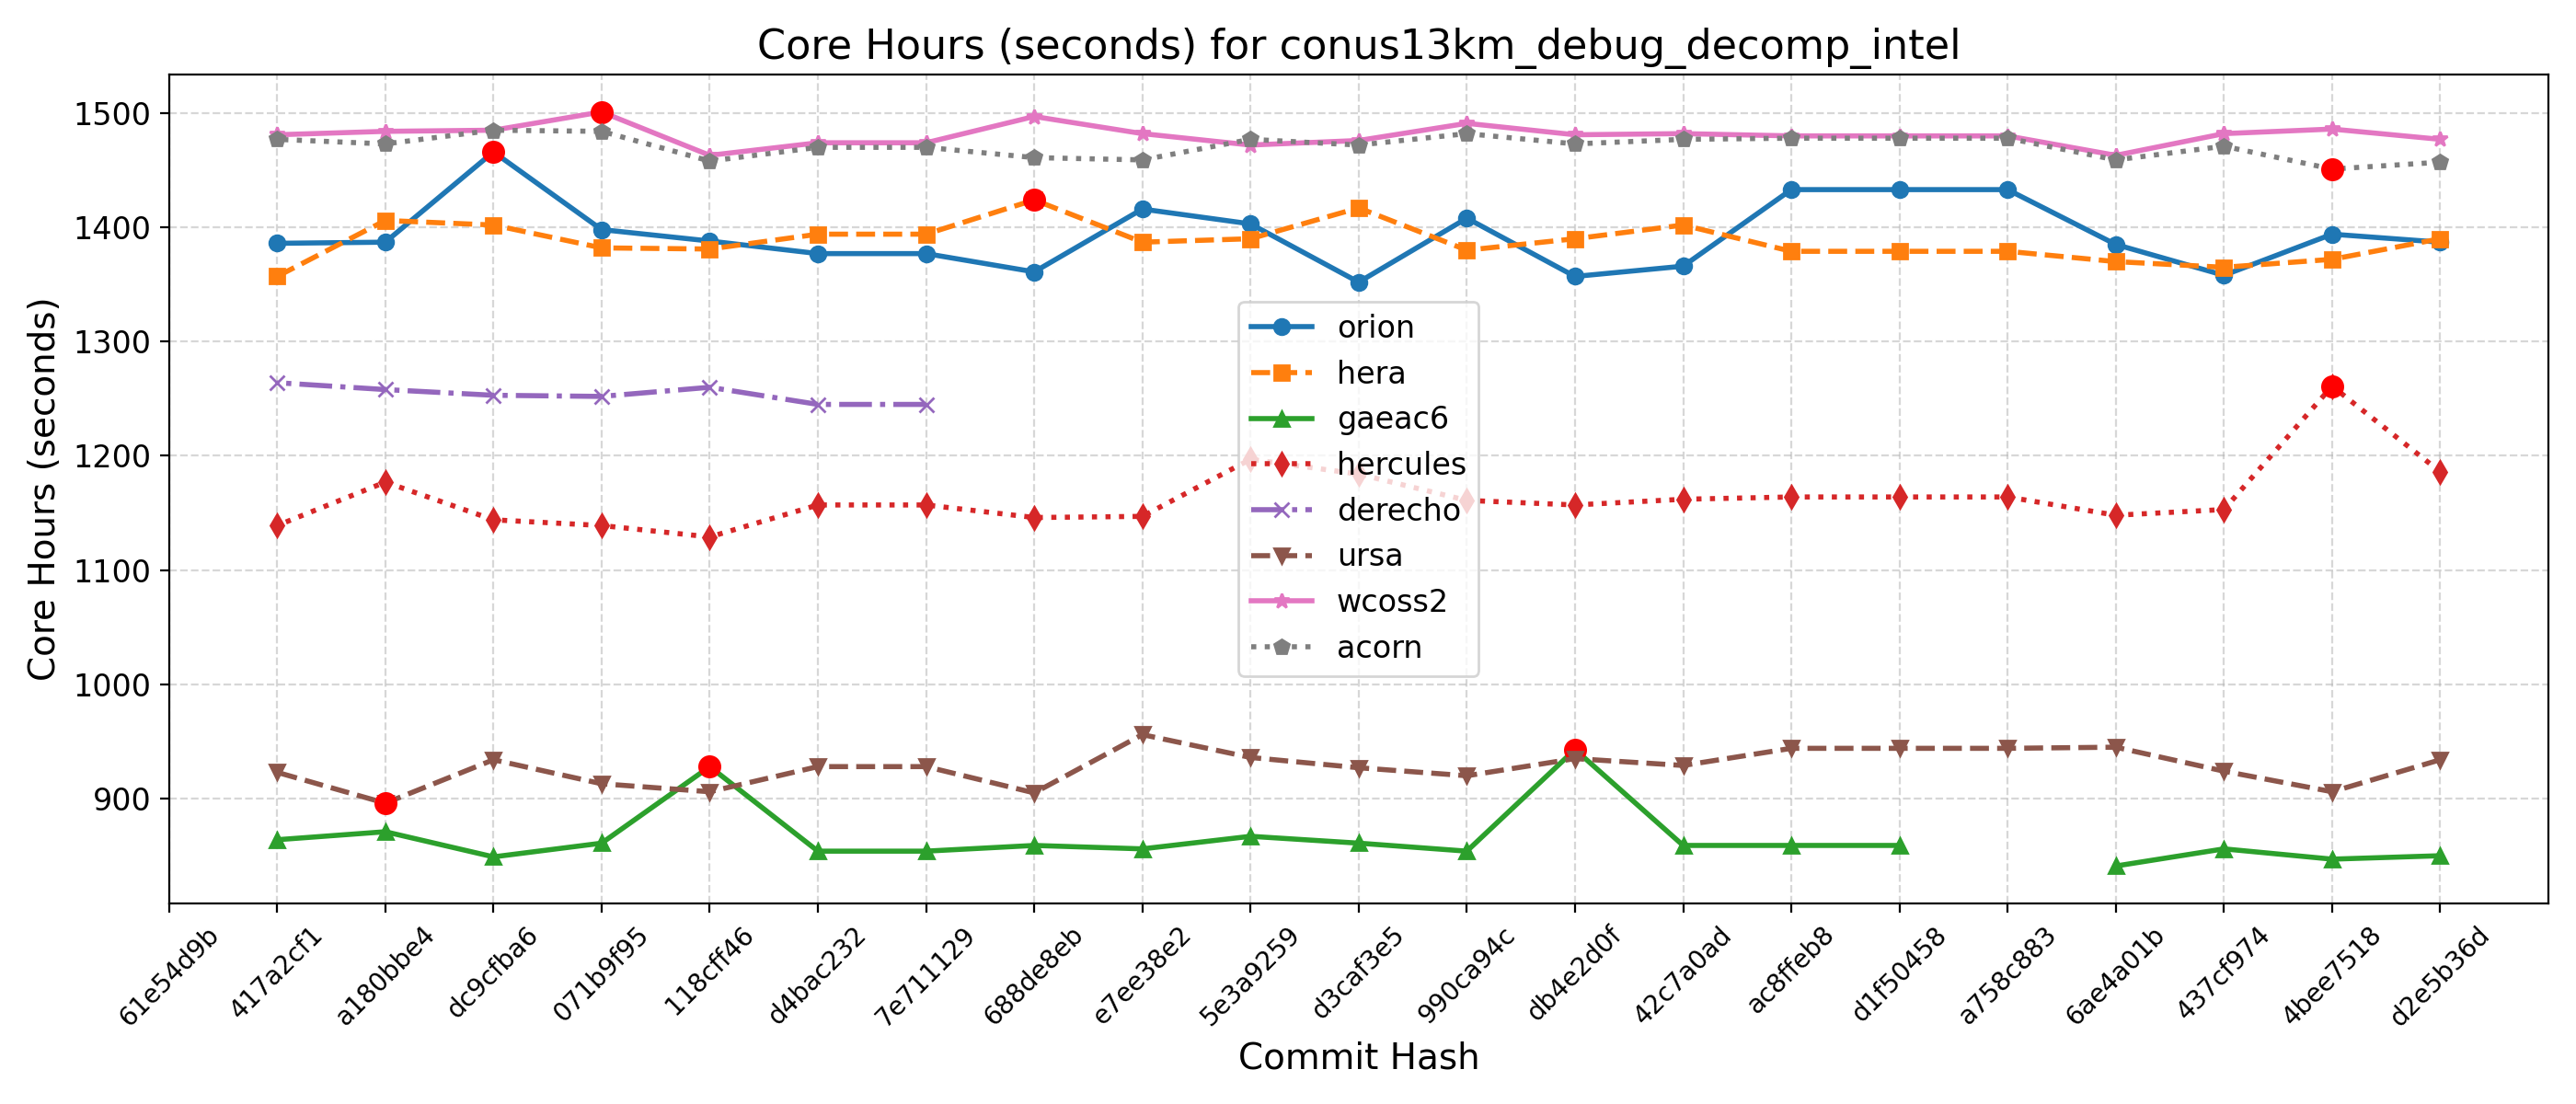 Core Hours (seconds) for conus13km_debug_decomp_intel
Core Hours (seconds)
1500
1400
1300
1200
1100
1000
900
orion
hera
gaeac6
hercules
derecho
ursa
wcoss2
acorn
61e54d9b
417a2cf1
a180bbe4
dc9cfba6
071b9f95
118cff46
d4bac232
7e711129
688de8eb
e7ee38e2
5e3a9259
d3caf3e5
990ca94c
db4e2d0f
42c7a0ad
ac8ffeb8
d1f50458
a758c883
6ae4a01b
437cf974
4bee7518
d2e5b36d
Commit Hash